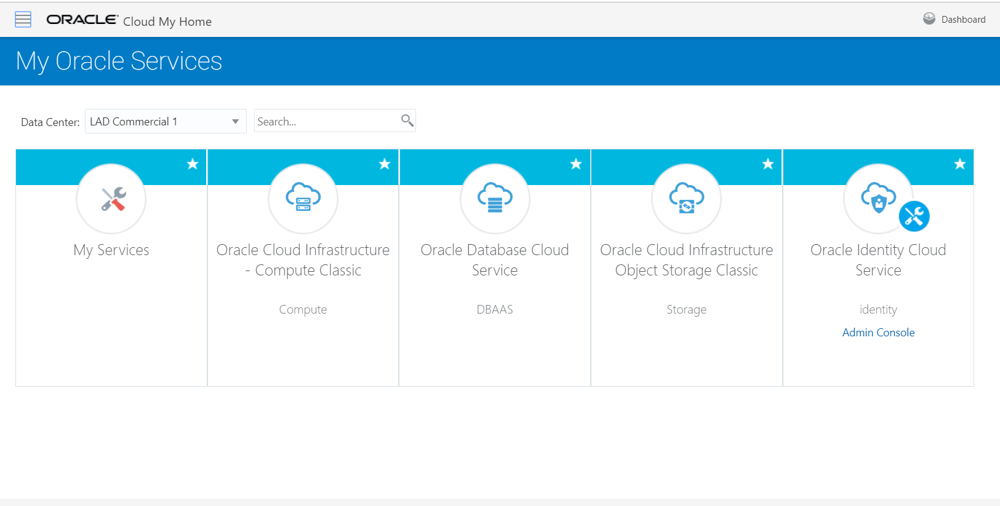 ORACLE Cloud My Home
Dashboard
My Oracle Services
Data Center: LAD Commercial 1 Search...
My Services
Oracle Cloud Infrastructure
- Compute Classic
Compute
Oracle Database Cloud
Service
DBAAS
Oracle Cloud Infrastructure
Object Storage Classic
Storage
Oracle Identity Cloud
Service
identity
Admin Console